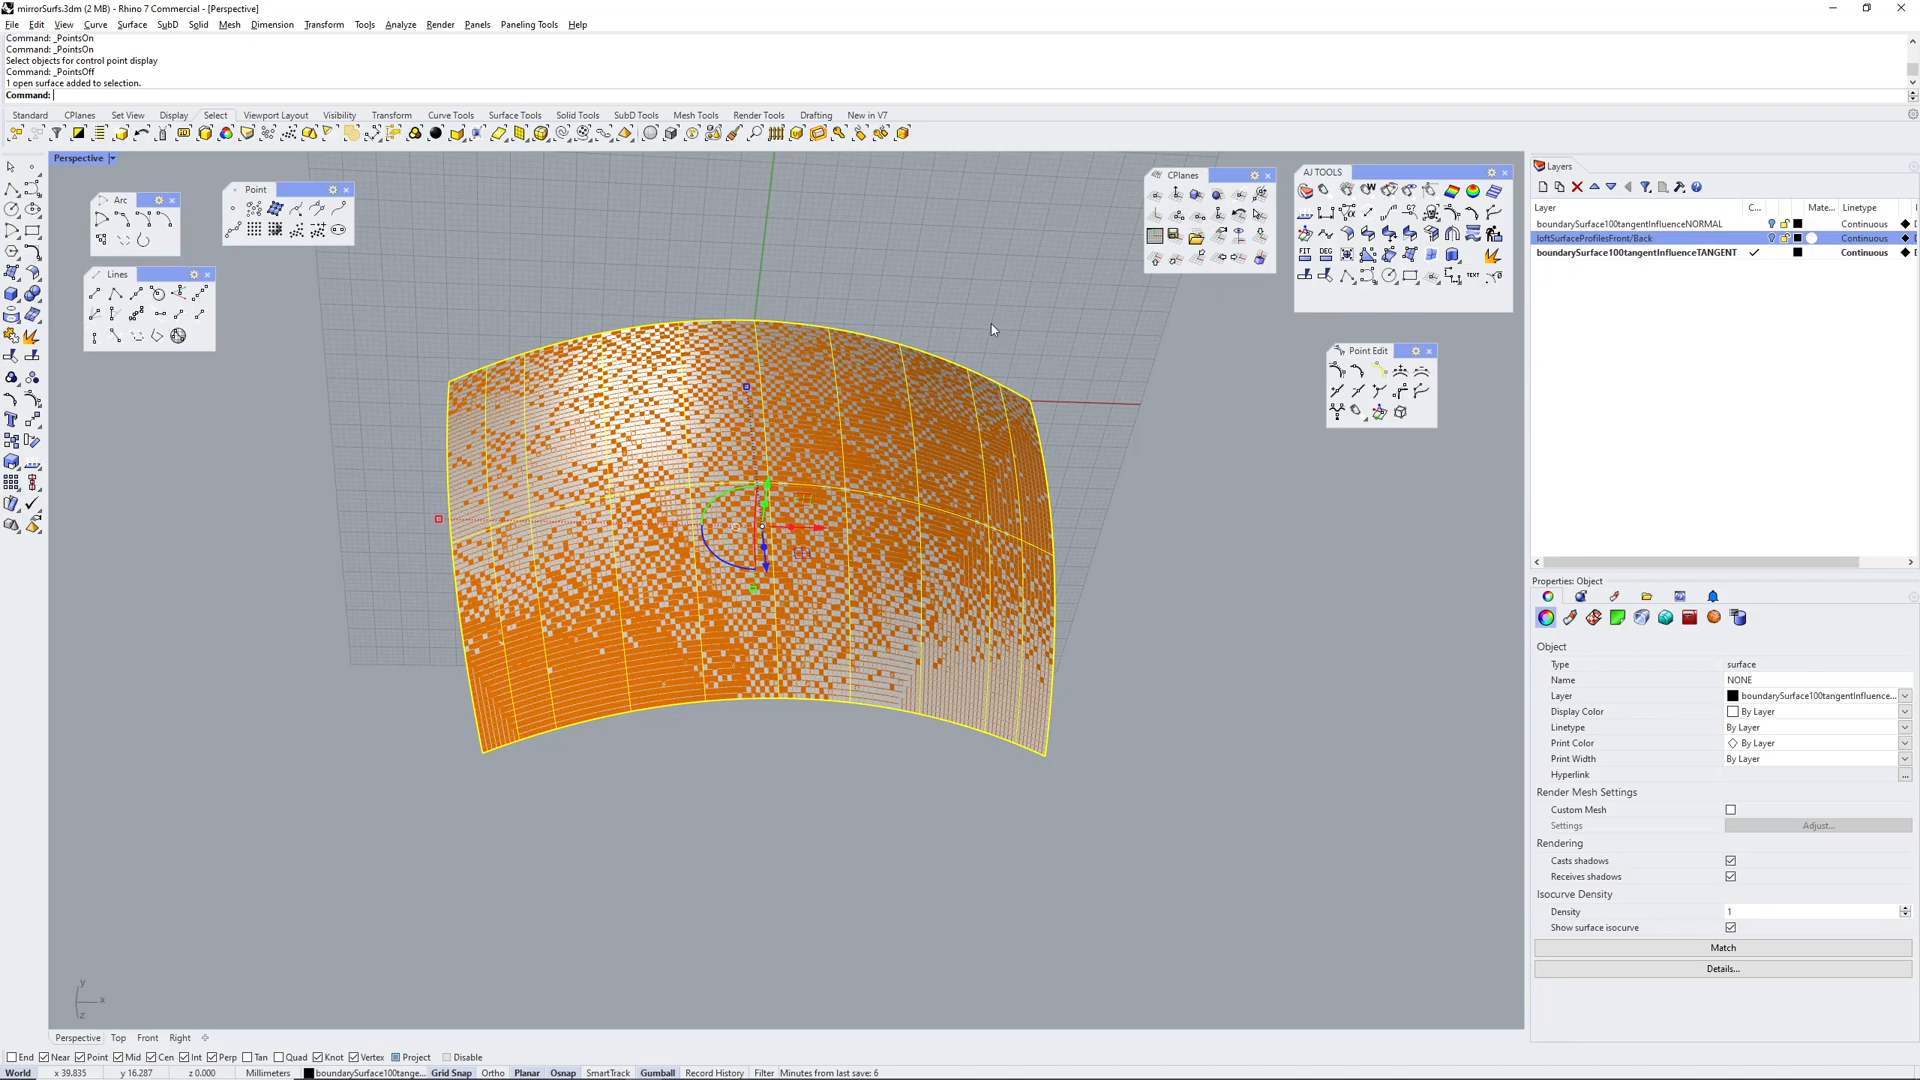 mirrorSurfs.3dm (2 MB) - Rhino 7 Commercial - [Perspective]
File Edit View Curve Surface SubD Solid Mesh Dimension Transform Tools Analyze Render Panels Paneling Tools Help
Command: _PointsOn
Command: _PointsOn
Select objects for control point display
Command: _PointsOff
1 open surface added to selection.
Command:
Standard CPlanes Set View Display Select Viewport Layout Visibility Transform Curve Tools Surface Tools Solid Tools SubD Tools Mesh Tools Render Tools Drafting New in V7
Perspective
Arc
Point
Lines
CPlanes
AJ TOOLS
FIT DEG
TEXT
Point Edit
Layers
Layer C... Mate... Linetype
boundarySurface100tangentInfluenceNORMAL Continuous
loftSurfaceProfilesFront/Back Continuous
boundarySurface100tangentInfluenceTANGENT Continuous
Properties: Object
Object
Type surface
Name NONE
Layer boundarySurface100tangentInfluence...
Display Color By Layer
Linetype By Layer
Print Color By Layer
Print Width By Layer
Hyperlink ...
Render Mesh Settings
Custom Mesh
Settings Adjust...
Rendering
Casts shadows
Receives shadows
Isocurve Density
Density 1
Show surface isocurve
Match
Details...
y
x
z
Perspective Top Front Right
End Near Point Mid Cen Int Perp Tan Quad Knot Vertex Project Disable
World x 39.835 y 16.287 z 0.000 Millimeters boundarySurface100tange... Grid Snap Ortho Planar Osnap SmartTrack Gumball Record History Filter Minutes from last save: 6